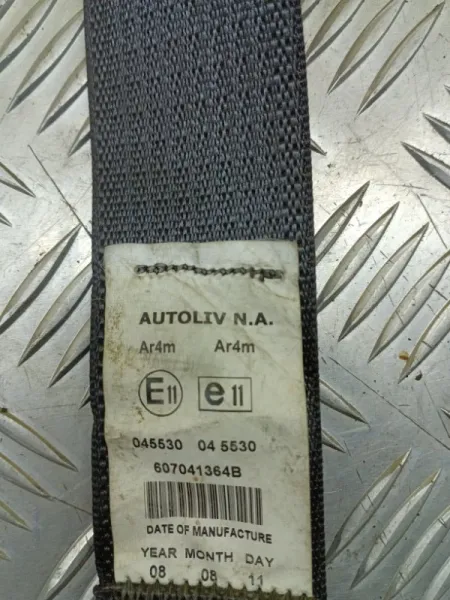 AUTOLIV N.A.
Ar4m Ar4m
E11 e11
045530 04 5530
607041364B
DATE OF MANUFACTURE
YEAR MONTH DAY
08 08 11